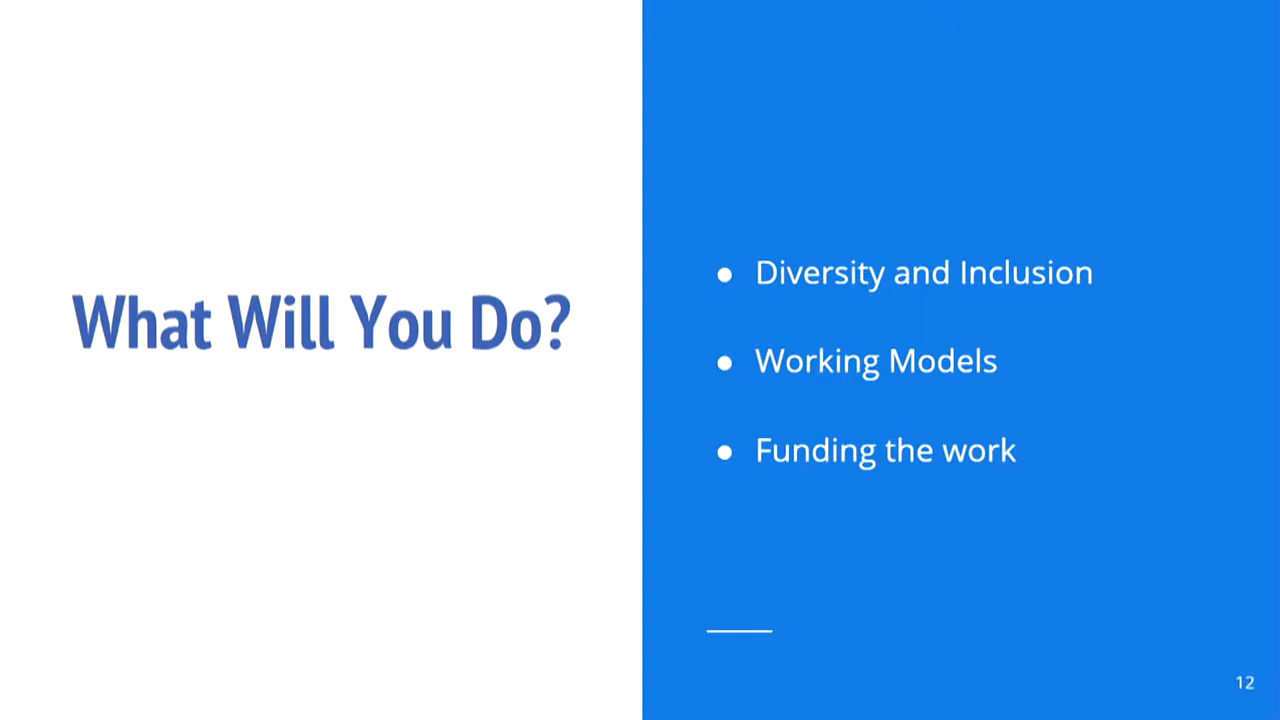 What Will You Do?
● Diversity and Inclusion
● Working Models
● Funding the work
12